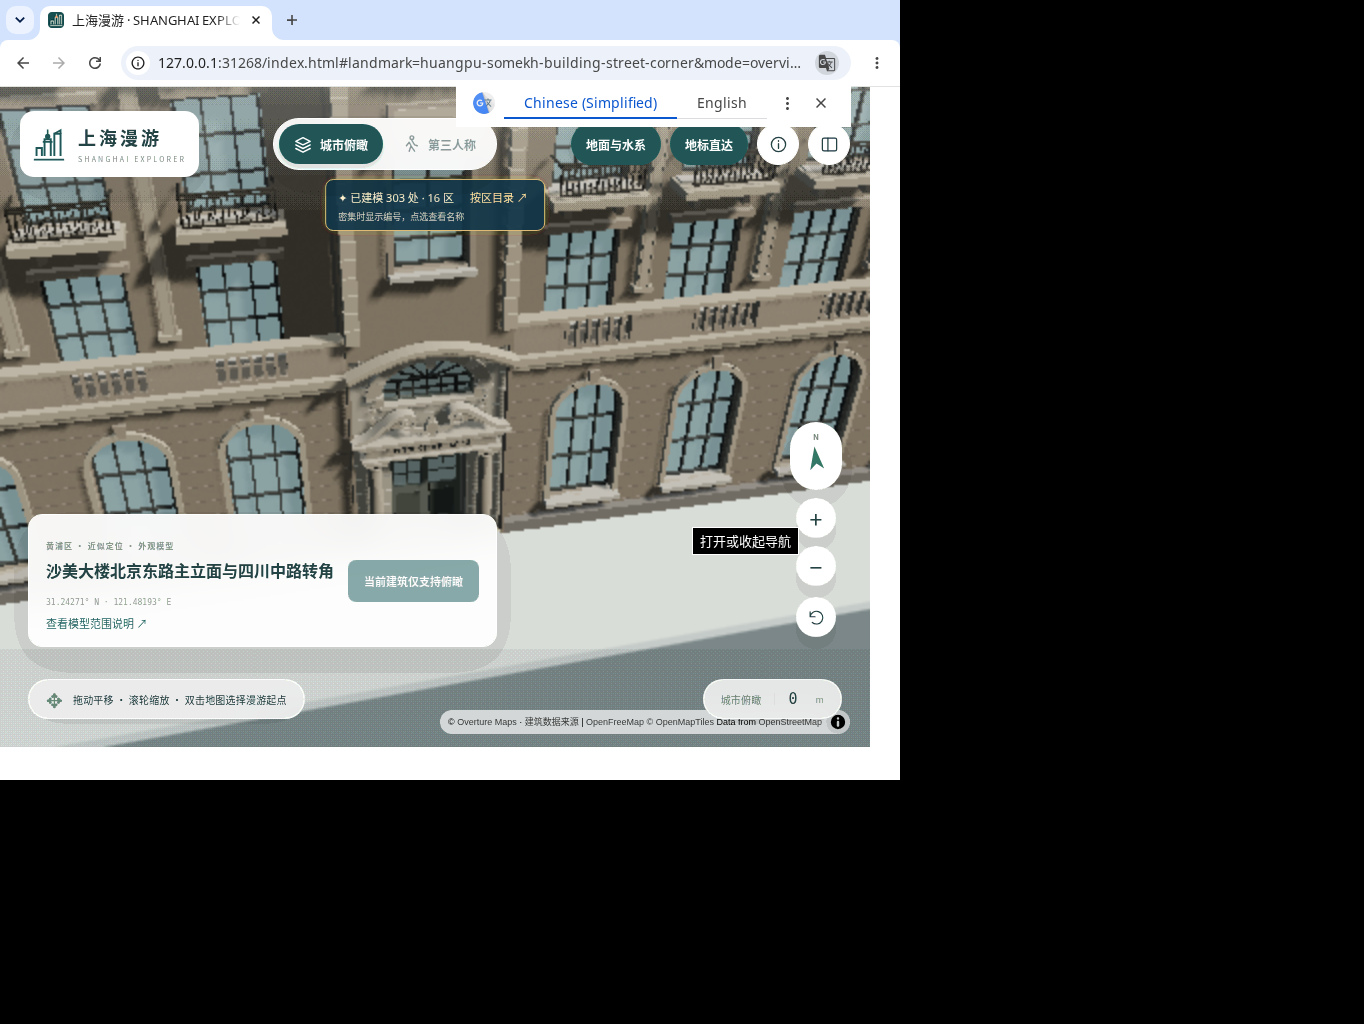 上海漫游 · SHANGHAI EXPLO
127.0.0.1:31268/index.html#landmark=huangpu-somekh-building-street-corner&mode=overvi...
Chinese (Simplified)
English
上海漫游
SHANGHAI EXPLORER
城市俯瞰
第三人称
地面与水系
地标直达
✦ 已建模 303 处 · 16 区 按区目录 ↗
密集时显示编号，点选查看名称
N
+
打开或收起导航
−
黄浦区 · 近似定位 · 外观模型
沙美大楼北京东路主立面与四川中路转角
当前建筑仅支持俯瞰
31.24271° N · 121.48193° E
查看模型范围说明 ↗
拖动平移 · 滚轮缩放 · 双击地图选择漫游起点
城市俯瞰 0 m
© Overture Maps · 建筑数据来源 | OpenFreeMap © OpenMapTiles Data from OpenStreetMap